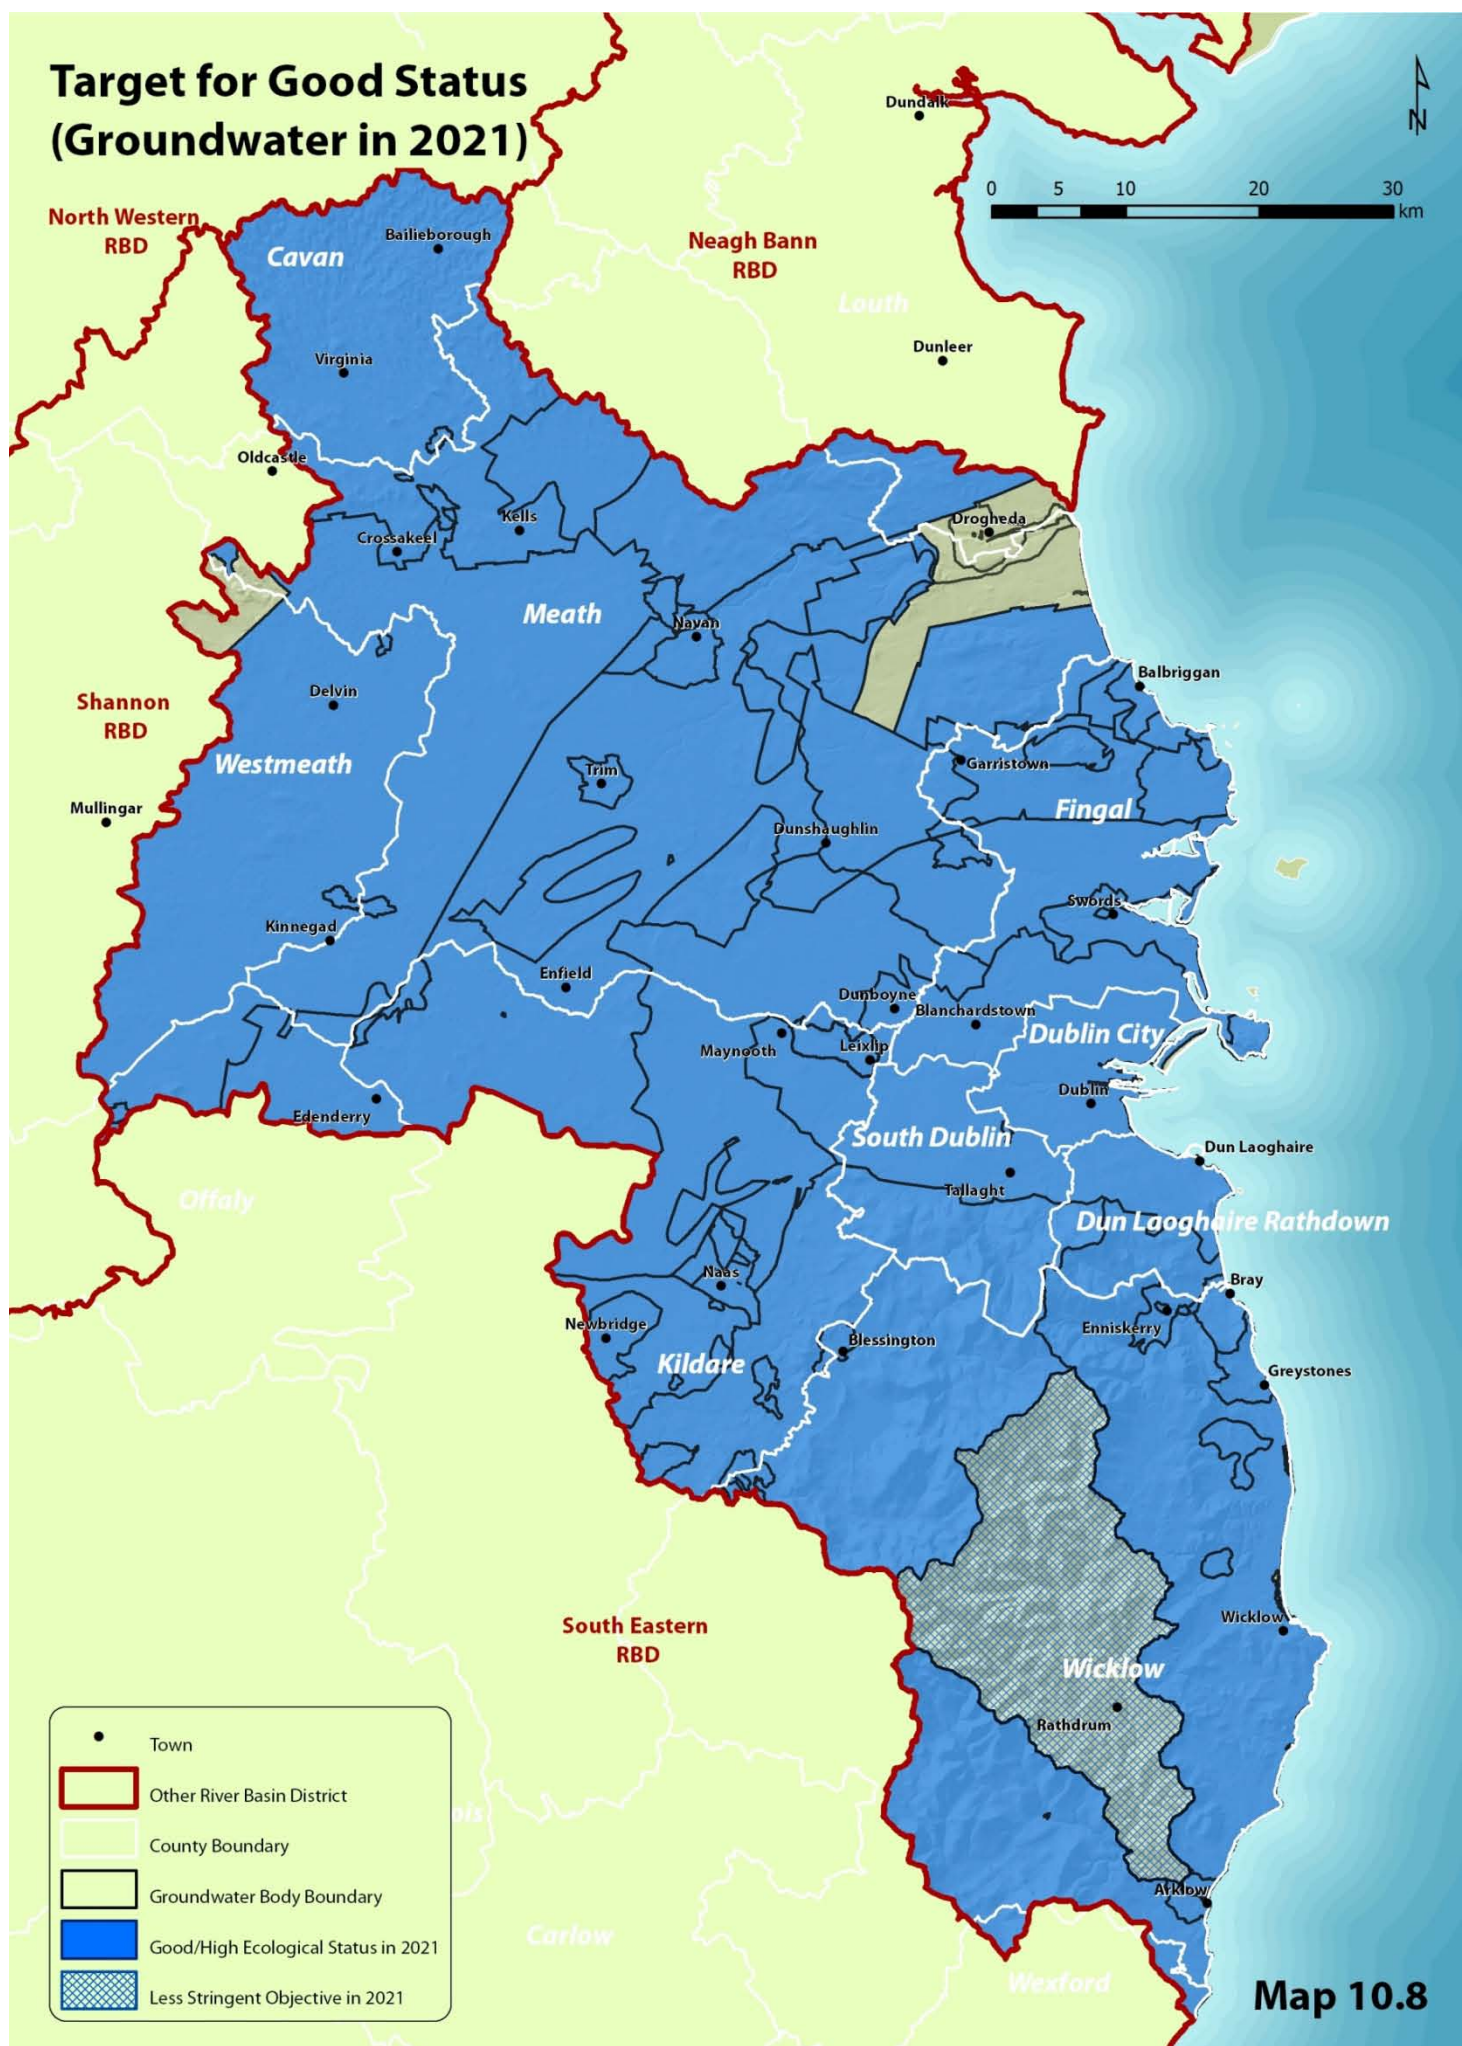 Target for Good Status
(Groundwater in 2021)
Dundalk
N
0 5 10 20 30
km
North Western
RBD
Cavan
Bailieborough
Neagh Bann
RBD
Louth
Virginia
Dunleer
Oldcastle
Kells
Drogheda
Crossakeel
Meath
Navan
Balbriggan
Shannon
RBD
Delvin
Westmeath
Trim
Garristown
Mullingar
Fingal
Dunshaughlin
Kinnegad
Swords
Enfield
Dunboyne
Blanchardstown
Dublin City
Maynooth
Leixlip
Dublin
Edenderry
South Dublin
Dun Laoghaire
Offaly
Tallaght
Dun Laoghaire Rathdown
Naas
Bray
Newbridge
Enniskerry
Blessington
Kildare
Greystones
South Eastern
RBD
Wicklow
Wicklow
Rathdrum
Town
Other River Basin District
ois
County Boundary
Groundwater Body Boundary
Arklow
Good/High Ecological Status in 2021
Carlow
Less Stringent Objective in 2021
Wexford
Map 10.8